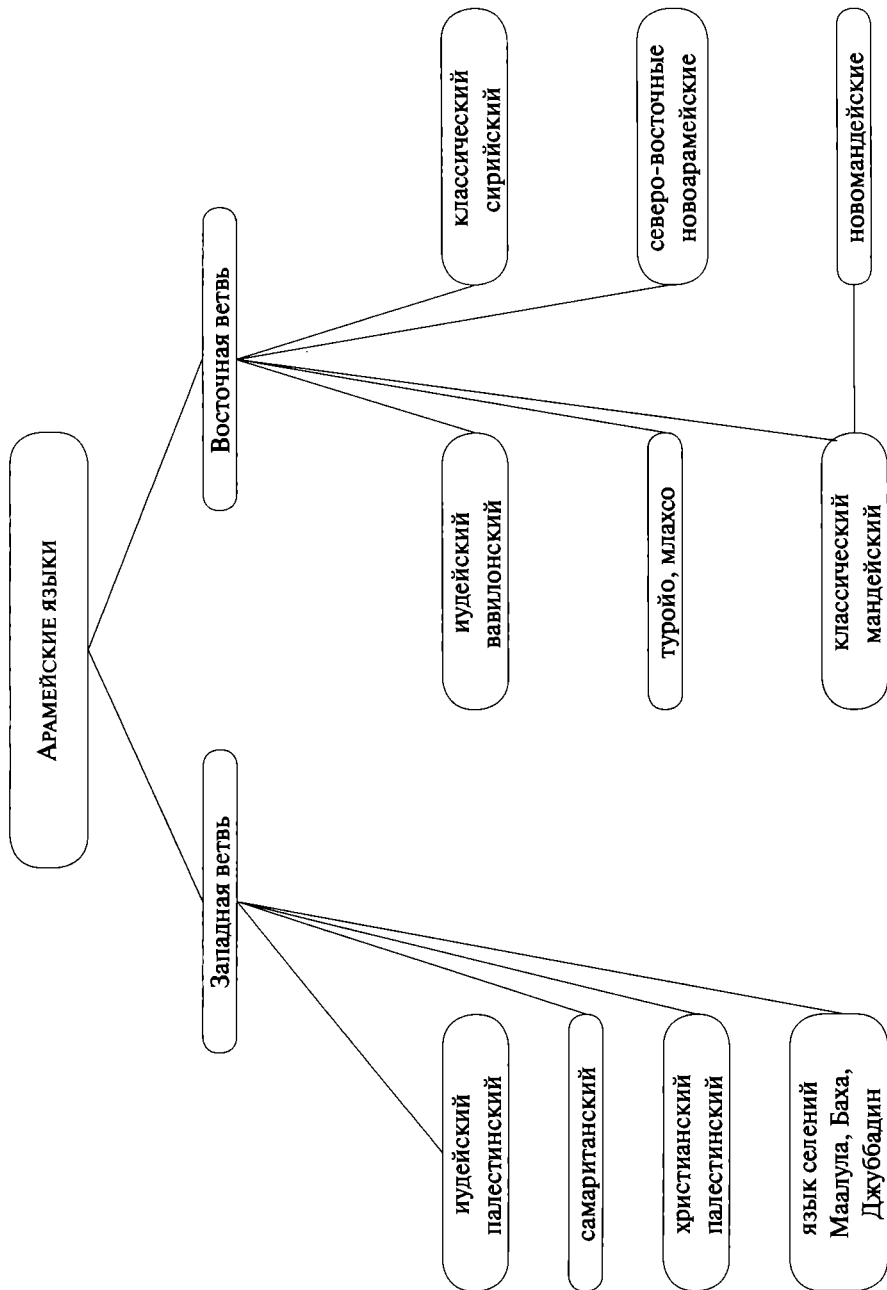 АРАМЕЙСКИЕ ЯЗЫКИ
Западная ветвь
Восточная ветвь
иудейский
палестинский
самаританский
христианский
палестинский
язык селений
Маалула, Баха,
Джуббадин
иудейский
вавилонский
туройо, млахсо
классический
мандейский
классический
сирийский
северо-восточные
новоарамейские
новомандейские